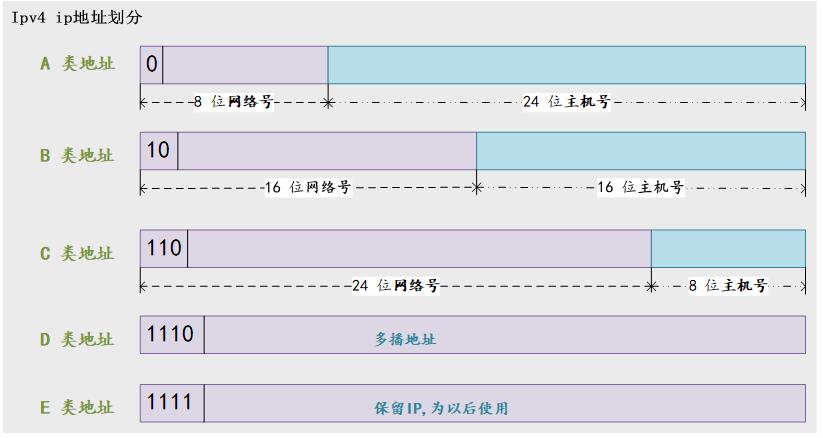 Ipv4 ip地址划分
A 类地址
0
8 位网络号
24 位主机号
B 类地址
10
16 位网络号
16 位主机号
C 类地址
110
24 位网络号
8 位主机号
D 类地址
1110
多播地址
E 类地址
1111
保留IP,为以后使用